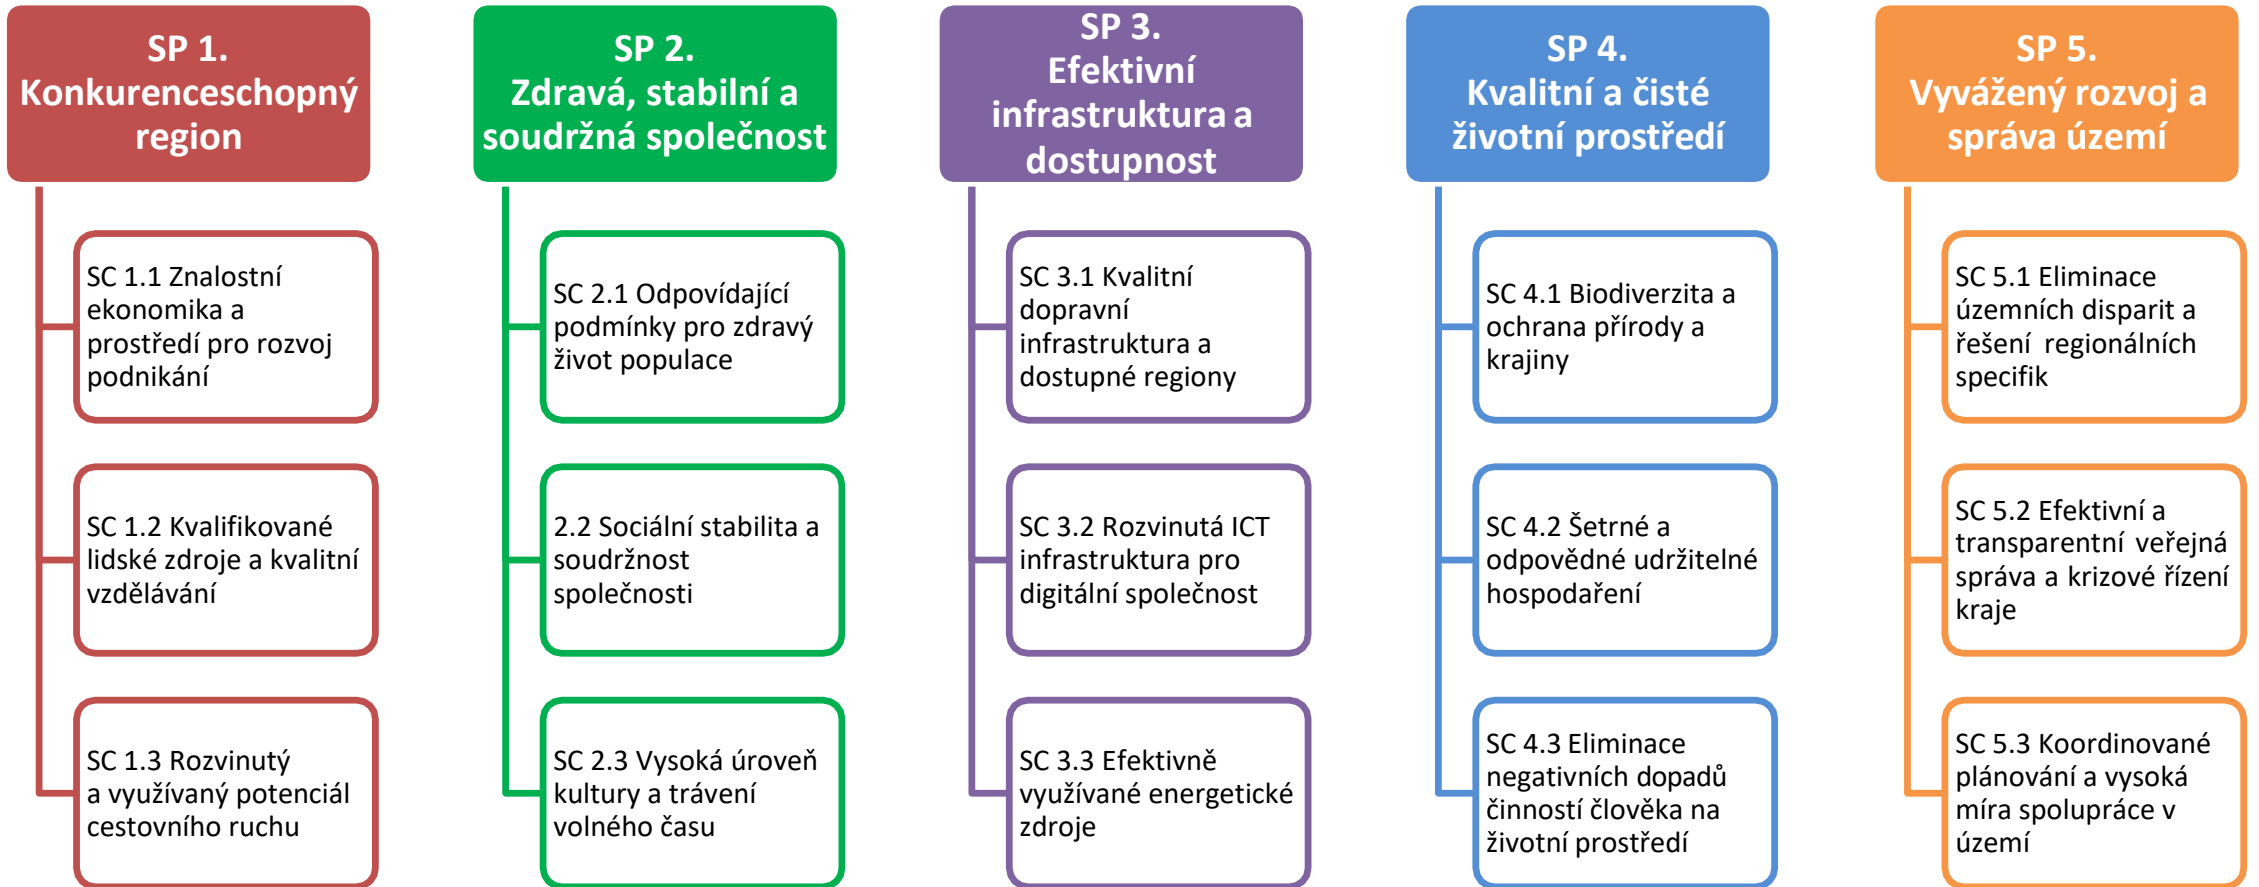 SP 1.
Konkurenceschopný
region
SC 1.1 Znalostní
ekonomika a
prostředí pro rozvoj
podnikání
SC 1.2 Kvalifikované
lidské zdroje a kvalitní
vzdělávání
SC 1.3 Rozvinutý
a využívaný potenciál
cestovního ruchu
SP 2.
Zdravá, stabilní a
soudržná společnost
SC 2.1 Odpovídající
podmínky pro zdravý
život populace
2.2 Sociální stabilita a
soudržnost
společnosti
SC 2.3 Vysoká úroveň
kultury a trávení
volného času
SP 3.
Efektivní
infrastruktura a
dostupnost
SC 3.1 Kvalitní
dopravní
infrastruktura a
dostupné regiony
SC 3.2 Rozvinutá ICT
infrastruktura pro
digitální společnost
SC 3.3 Efektivně
využívané energetické
zdroje
SP 4.
Kvalitní a čisté
životní prostředí
SC 4.1 Biodiverzita a
ochrana přírody a
krajiny
SC 4.2 Šetrné a
odpovědné udržitelné
hospodaření
SC 4.3 Eliminace
negativních dopadů
činností člověka na
životní prostředí
SP 5.
Vyvážený rozvoj a
správa území
SC 5.1 Eliminace
územních disparit a
řešení regionálních
specifik
SC 5.2 Efektivní a
transparentní veřejná
správa a krizové řízení
kraje
SC 5.3 Koordinované
plánování a vysoká
míra spolupráce v
území